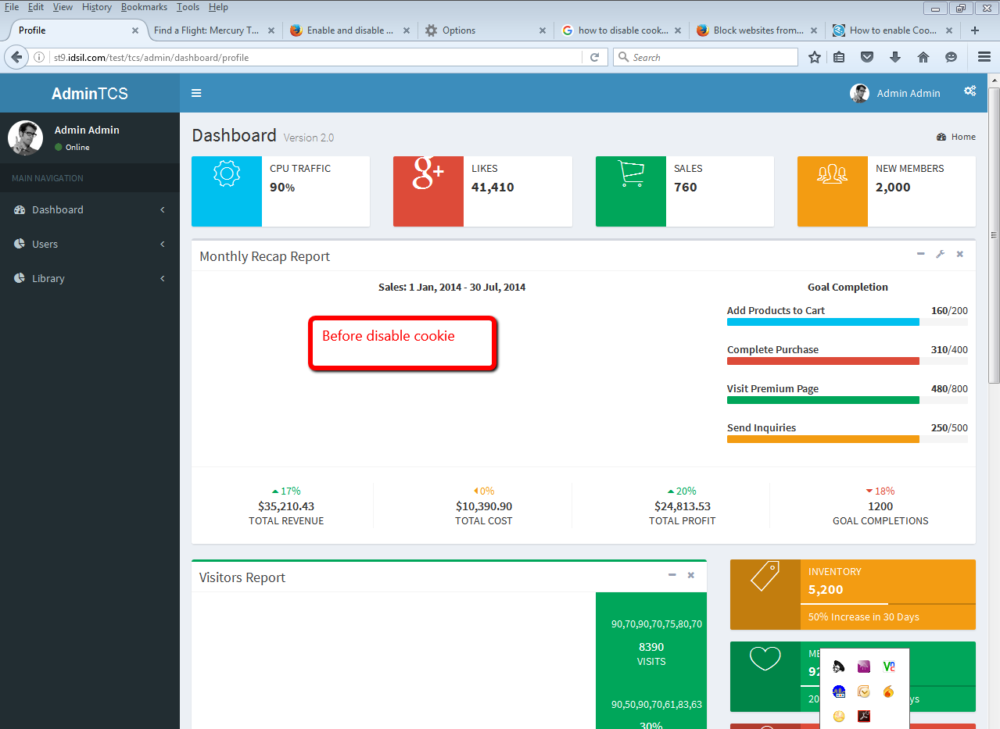 File Edit View History Bookmarks Tools Help
Profile
Find a Flight: Mercury T...
Enable and disable ...
Options
how to disable cook...
Block websites from...
How to enable Coo...
st9.idsil.com/test/tcs/admin/dashboard/profile
Search
AdminTCS
Admin Admin
Admin Admin
Online
MAIN NAVIGATION
Dashboard
Users
Library
Dashboard Version 2.0
Home
CPU TRAFFIC
90%
g+
LIKES
41,410
SALES
760
NEW MEMBERS
2,000
Monthly Recap Report
Sales: 1 Jan, 2014 - 30 Jul, 2014
Before disable cookie
Goal Completion
Add Products to Cart 160/200
Complete Purchase 310/400
Visit Premium Page 480/800
Send Inquiries 250/500
17%
$35,210.43
TOTAL REVENUE
0%
$10,390.90
TOTAL COST
20%
$24,813.53
TOTAL PROFIT
18%
1200
GOAL COMPLETIONS
Visitors Report
90,70,90,70,75,80,70
8390
VISITS
90,50,90,70,61,83,63
30%
INVENTORY
5,200
50% Increase in 30 Days